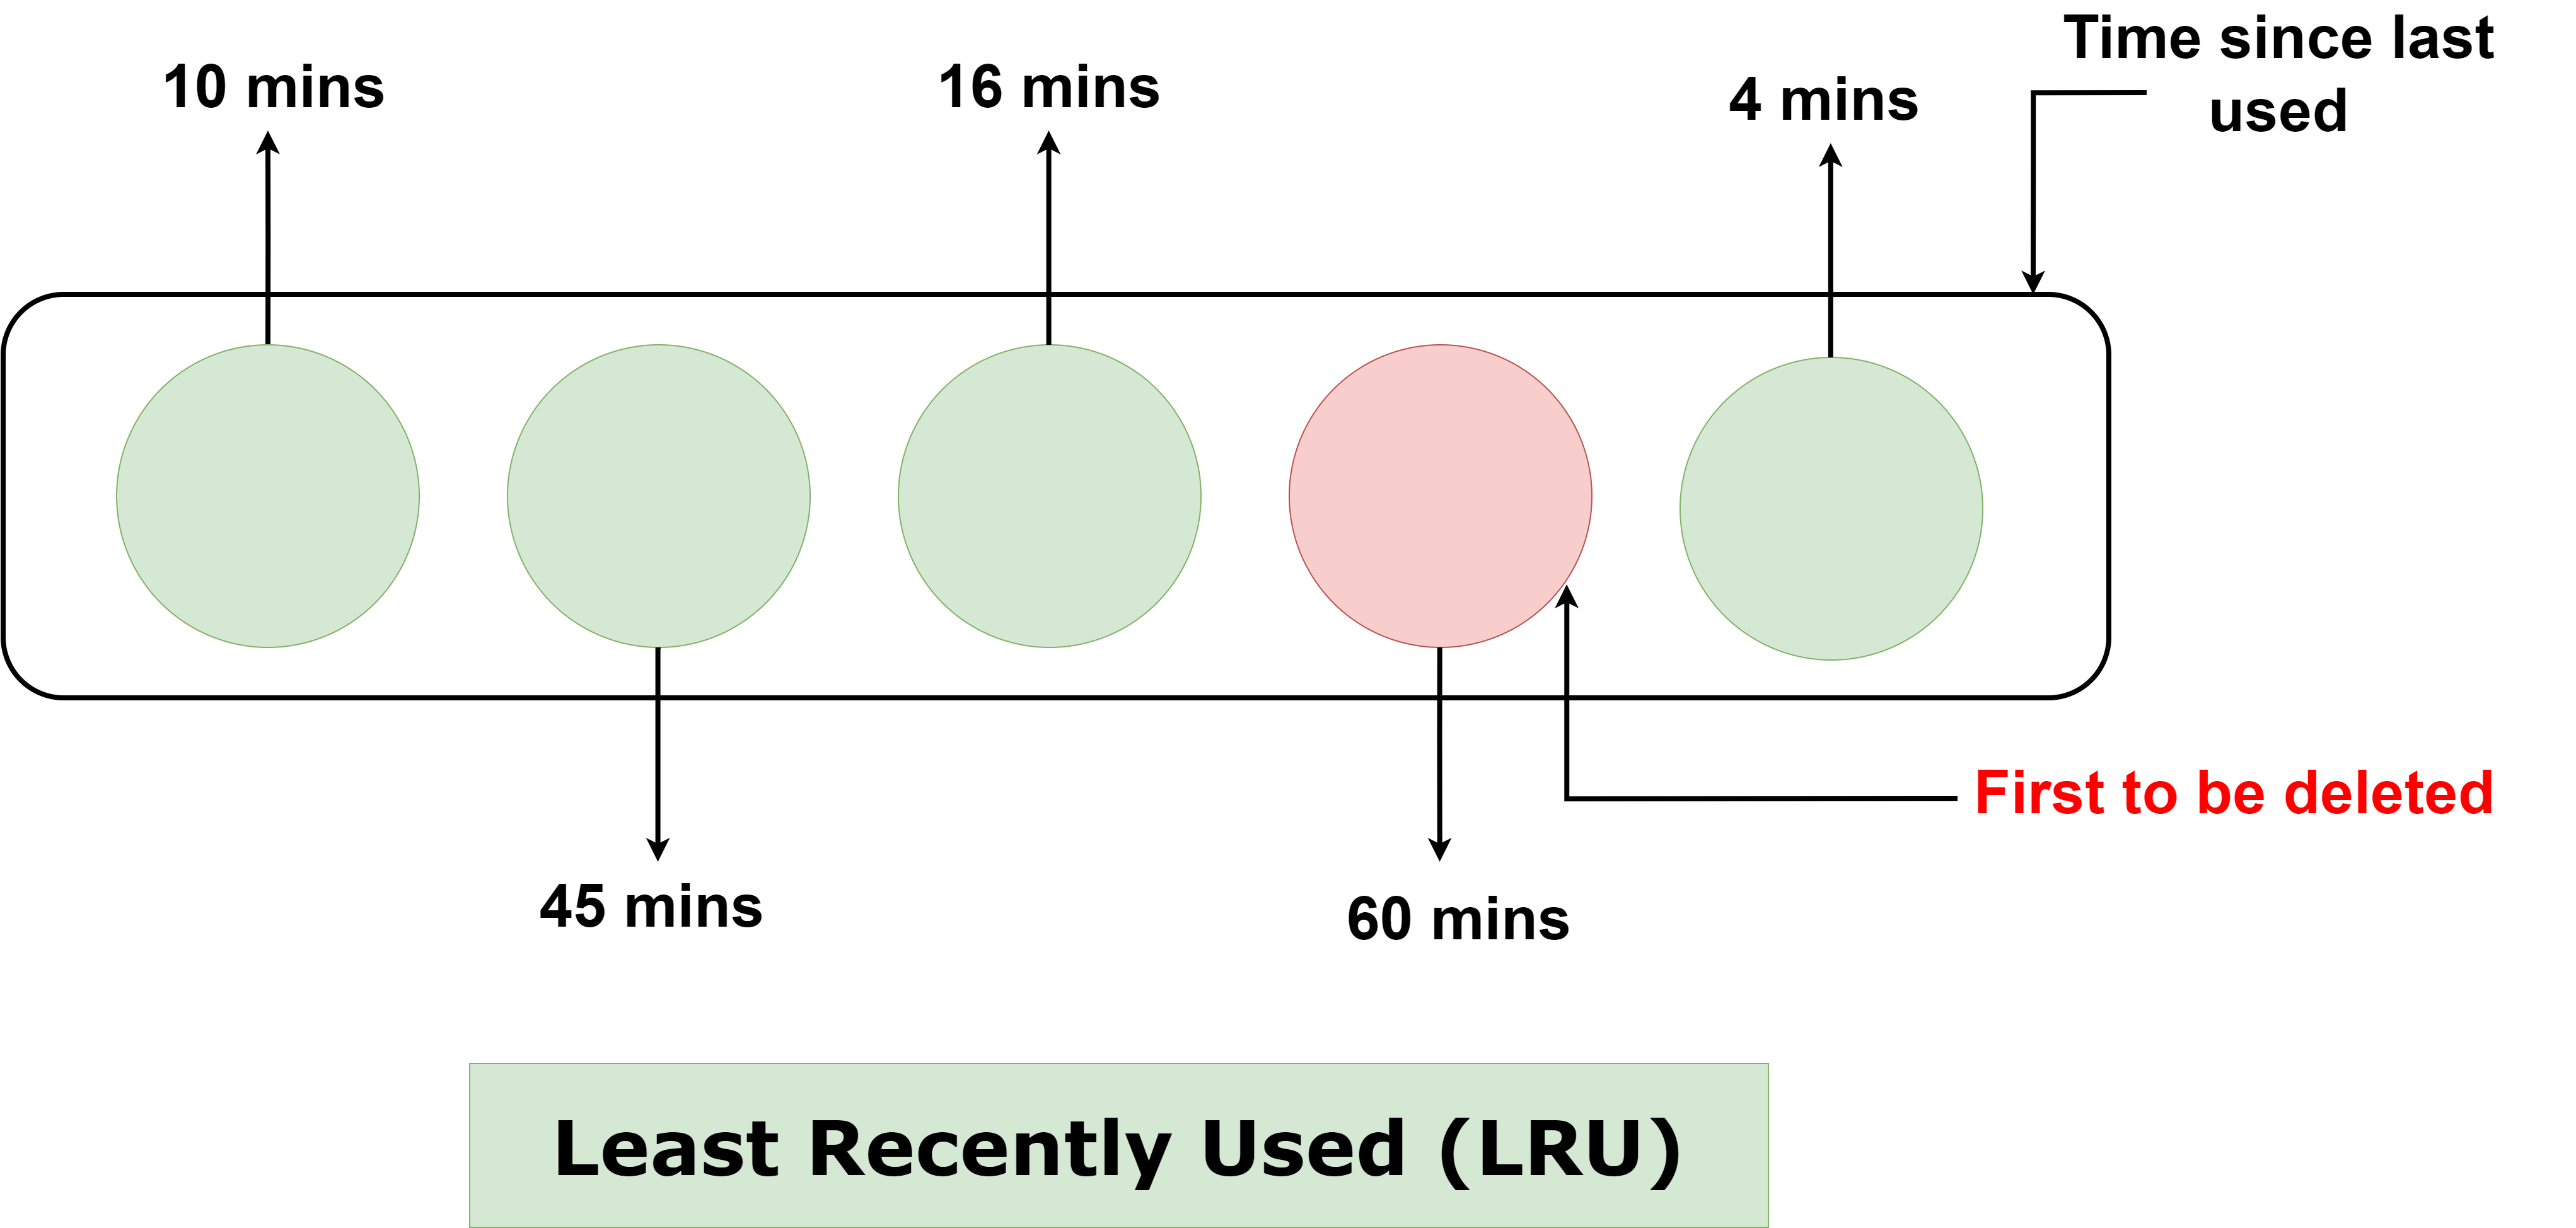 Time since last
used
10 mins
16 mins
4 mins
First to be deleted
45 mins
60 mins
Least Recently Used (LRU)